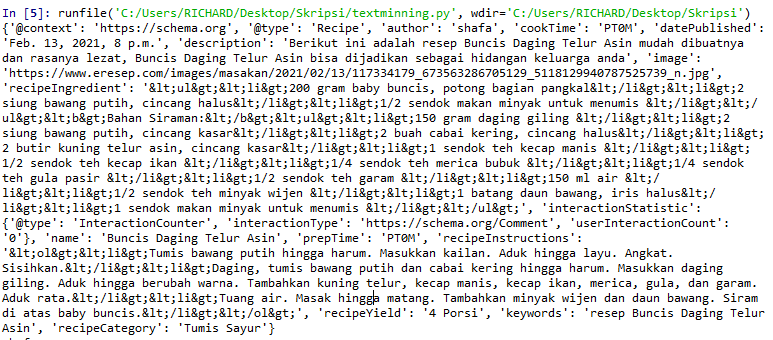 In [5]: runfile('C:/Users/RICHARD/Desktop/Skripsi/textminning.py', wdir='C:/Users/RICHARD/Desktop/Skripsi')
{'@context': 'https://schema.org', '@type': 'Recipe', 'author': 'shafa', 'cookTime': 'PT0M', 'datePublished':
'Feb. 13, 2021, 8 p.m.', 'description': 'Berikut ini adalah resep Buncis Daging Telur Asin mudah dibuatnya
dan rasanya lezat, Buncis Daging Telur Asin bisa dijadikan sebagai hidangan keluarga anda', 'image':
'https://www.eresep.com/images/masakan/2021/02/13/117334179_673563286705129_5118129940787525739_n.jpg',
'recipeIngredient': '&lt;ul&gt;&lt;li&gt;200 gram baby buncis, potong bagian pangkal&lt;/li&gt;&lt;li&gt;2
siung bawang putih, cincang halus&lt;/li&gt;&lt;li&gt;1/2 sendok makan minyak untuk menumis &lt;/li&gt;&lt;/
ul&gt;&lt;b&gt;Bahan Siraman:&lt;/b&gt;&lt;ul&gt;&lt;li&gt;150 gram daging giling &lt;/li&gt;&lt;li&gt;2
siung bawang putih, cincang kasar&lt;/li&gt;&lt;li&gt;2 buah cabai kering, cincang halus&lt;/li&gt;&lt;li&gt;
2 butir kuning telur asin, cincang kasar&lt;/li&gt;&lt;li&gt;1 sendok teh kecap manis &lt;/li&gt;&lt;li&gt;
1/2 sendok teh kecap ikan &lt;/li&gt;&lt;li&gt;1/4 sendok teh merica bubuk &lt;/li&gt;&lt;li&gt;1/4 sendok
teh gula pasir &lt;/li&gt;&lt;li&gt;1/2 sendok teh garam &lt;/li&gt;&lt;li&gt;150 ml air &lt;/
li&gt;&lt;li&gt;1/2 sendok teh minyak wijen &lt;/li&gt;&lt;li&gt;1 batang daun bawang, iris halus&lt;/
li&gt;&lt;li&gt;1 sendok makan minyak untuk menumis &lt;/li&gt;&lt;/ul&gt;', 'interactionStatistic':
{'@type': 'InteractionCounter', 'interactionType': 'https://schema.org/Comment', 'userInteractionCount':
'0'}, 'name': 'Buncis Daging Telur Asin', 'prepTime': 'PT0M', 'recipeInstructions':
'&lt;ol&gt;&lt;li&gt;Tumis bawang putih hingga harum. Masukkan kailan. Aduk hingga layu. Angkat.
Sisihkan.&lt;/li&gt;&lt;li&gt;Daging, tumis bawang putih dan cabai kering hingga harum. Masukkan daging
giling. Aduk hingga berubah warna. Tambahkan kuning telur, kecap manis, kecap ikan, merica, gula, dan garam.
Aduk rata.&lt;/li&gt;&lt;li&gt;Tuang air. Masak hingga matang. Tambahkan minyak wijen dan daun bawang. Siram
di atas baby buncis.&lt;/li&gt;&lt;/ol&gt;', 'recipeYield': '4 Porsi', 'keywords': 'resep Buncis Daging Telur
Asin', 'recipeCategory': 'Tumis Sayur'}